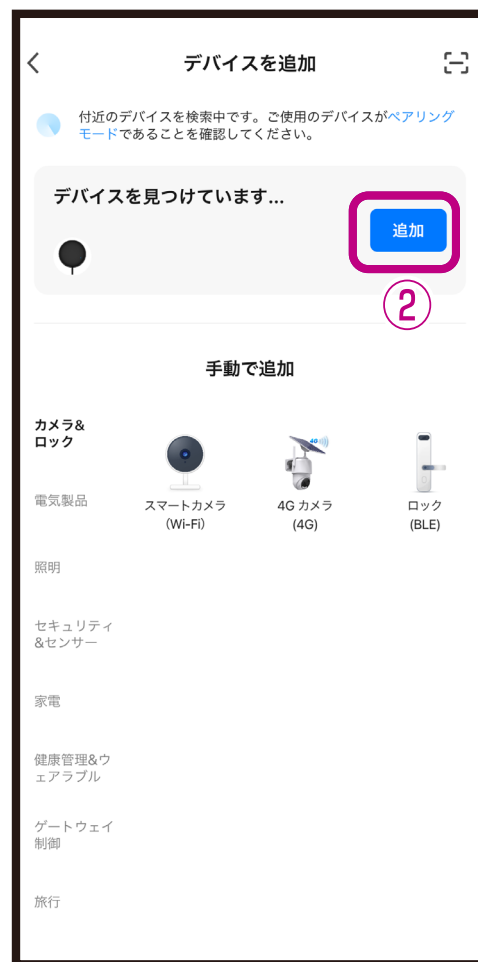 デバイスを追加
付近のデバイスを検索中です。ご使用のデバイスがペアリング
モードであることを確認してください。
デバイスを見つけています...
追加
②
手動で追加
カメラ&
ロック
スマートカメラ
(Wi-Fi)
4G
4G カメラ
(4G)
ロック
(BLE)
電気製品
照明
セキュリティ
&センサー
家電
健康管理&ウ
ェアラブル
ゲートウェイ
制御
旅行